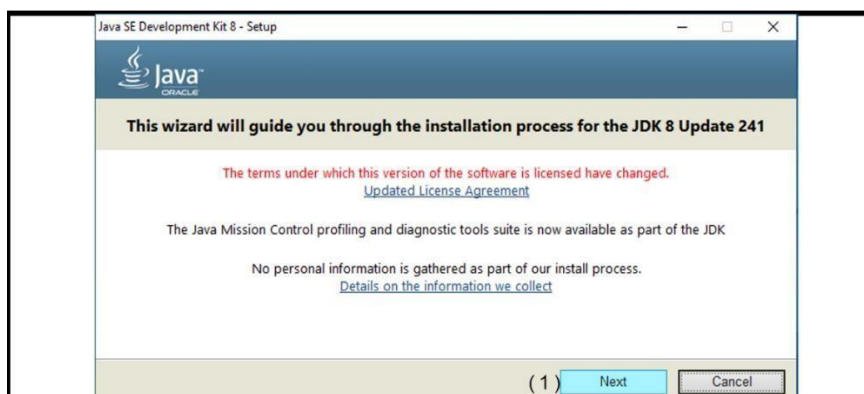 Java SE Development Kit 8 - Setup
Java™
ORACLE
This wizard will guide you through the installation process for the JDK 8 Update 241
The terms under which this version of the software is licensed have changed.
Updated License Agreement
The Java Mission Control profiling and diagnostic tools suite is now available as part of the JDK
No personal information is gathered as part of our install process.
Details on the information we collect
(1) Next Cancel